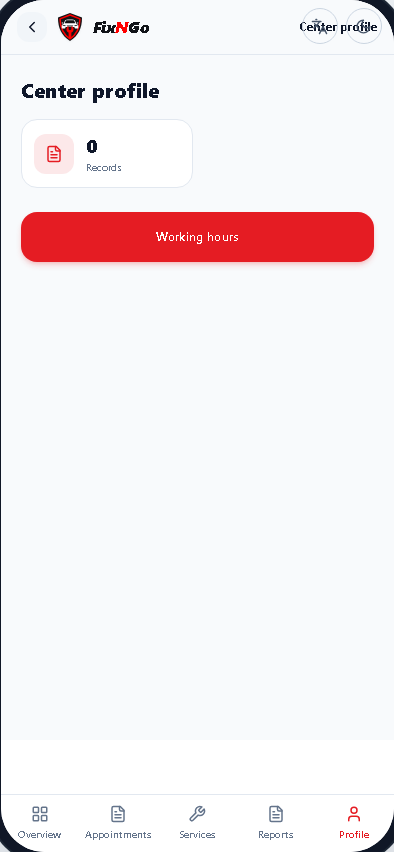 FixNGo
Center profile
Center profile
0
Records
Working hours
Overview
Appointments
Services
Reports
Profile